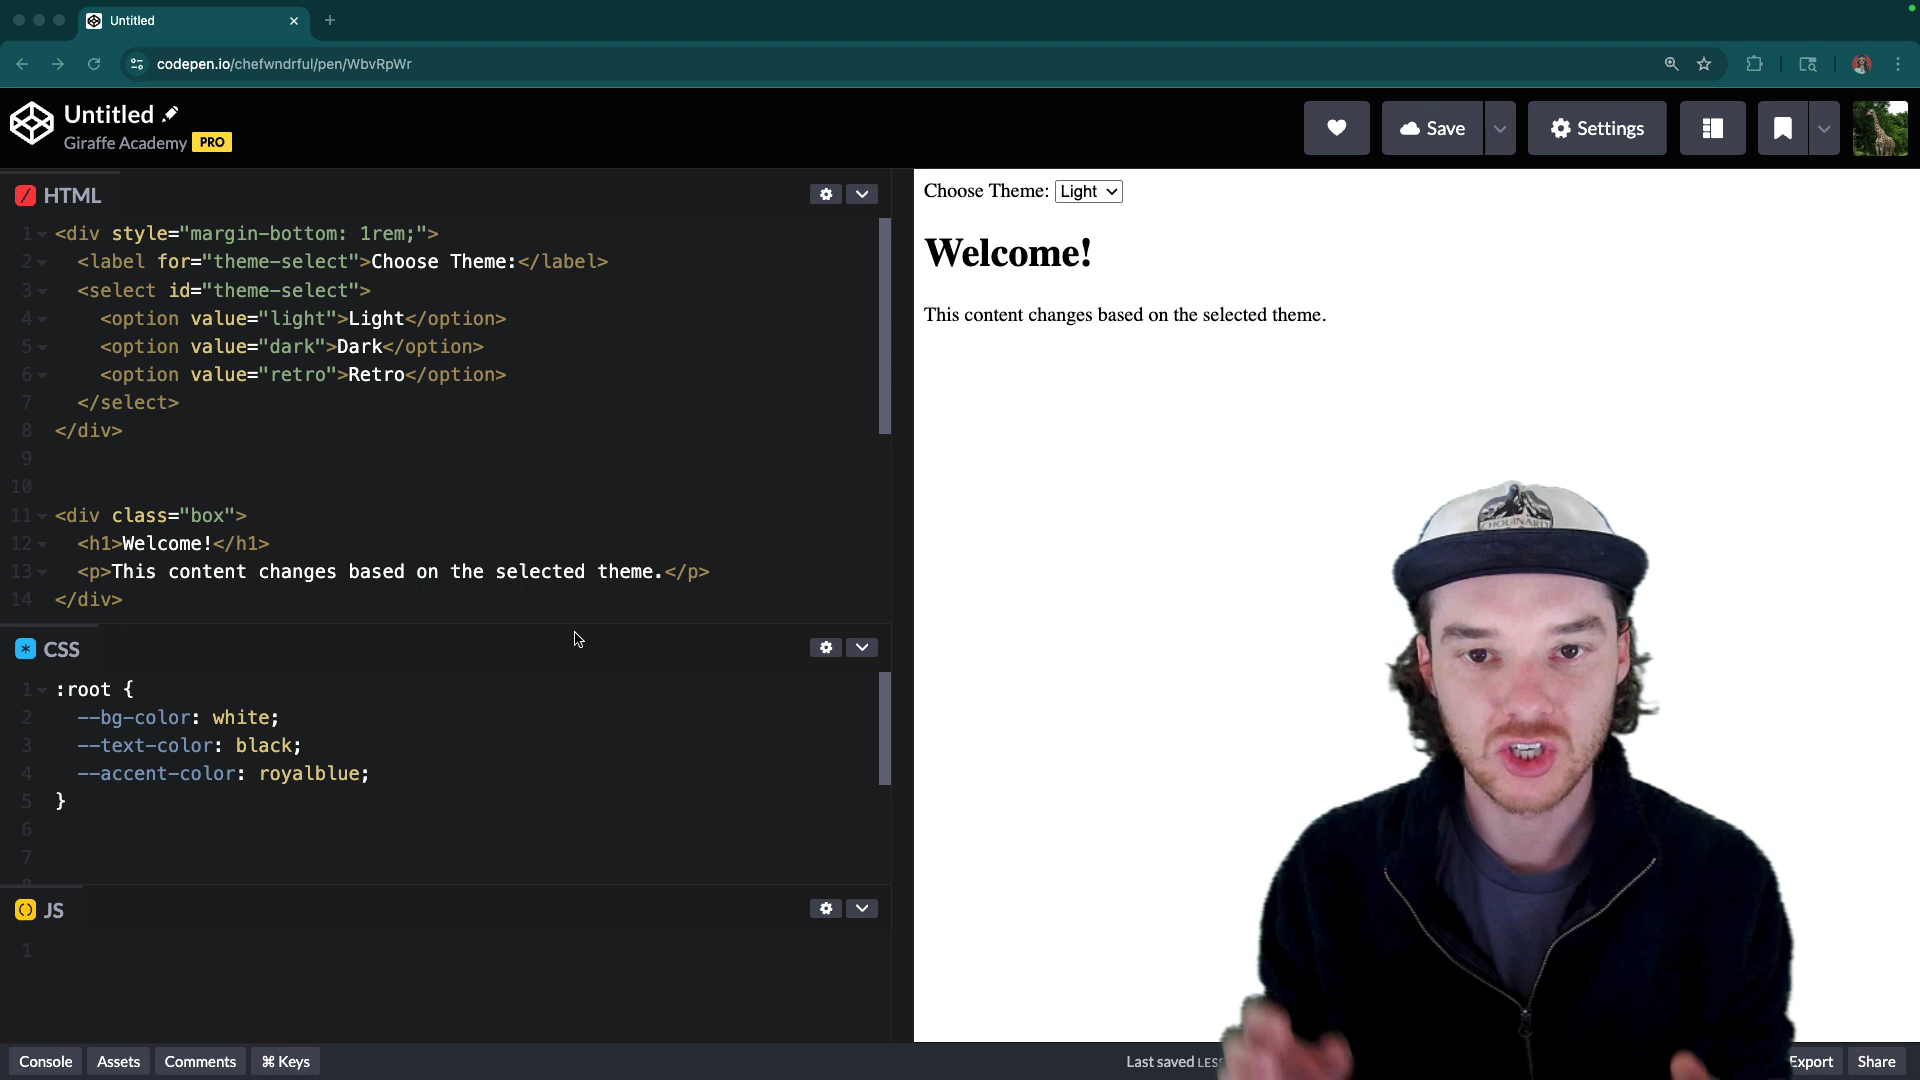 Untitled
codepen.io/chefwndrful/pen/WbvRpWr
Untitled
Giraffe Academy PRO
Save
Settings
HTML
1 <div style="margin-bottom: 1rem;">
2 <label for="theme-select">Choose Theme:</label>
3 <select id="theme-select">
4 <option value="light">Light</option>
5 <option value="dark">Dark</option>
6 <option value="retro">Retro</option>
7 </select>
8 </div>
9
10
11 <div class="box">
12 <h1>Welcome!</h1>
13 <p>This content changes based on the selected theme.</p>
14 </div>
CSS
1 :root {
2 --bg-color: white;
3 --text-color: black;
4 --accent-color: royalblue;
5 }
6
7
8
JS
1
Choose Theme: Light
Welcome!
This content changes based on the selected theme.
CHOUINARD
Console Assets Comments ⌘ Keys
Last saved LESS
Export Share